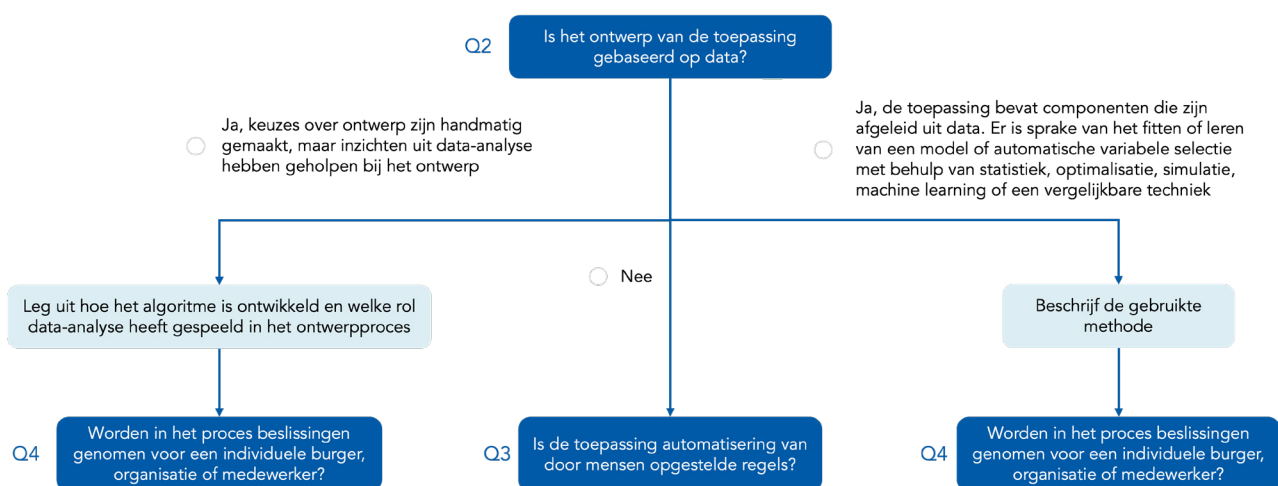 Q2
Is het ontwerp van de toepassing
gebaseerd op data?
Ja, keuzes over ontwerp zijn handmatig
gemaakt, maar inzichten uit data-analyse
hebben geholpen bij het ontwerp
Ja, de toepassing bevat componenten die zijn
afgeleid uit data. Er is sprake van het fitten of leren
van een model of automatische variabele selectie
met behulp van statistiek, optimalisatie, simulatie,
machine learning of een vergelijkbare techniek
Nee
Leg uit hoe het algoritme is ontwikkeld en welke rol
data-analyse heeft gespeeld in het ontwerpproces
Beschrijf de gebruikte
methode
Q4
Worden in het proces beslissingen
genomen voor een individuele burger,
organisatie of medewerker?
Q3
Is de toepassing automatisering van
door mensen opgestelde regels?
Q4
Worden in het proces beslissingen
genomen voor een individuele burger,
organisatie of medewerker?